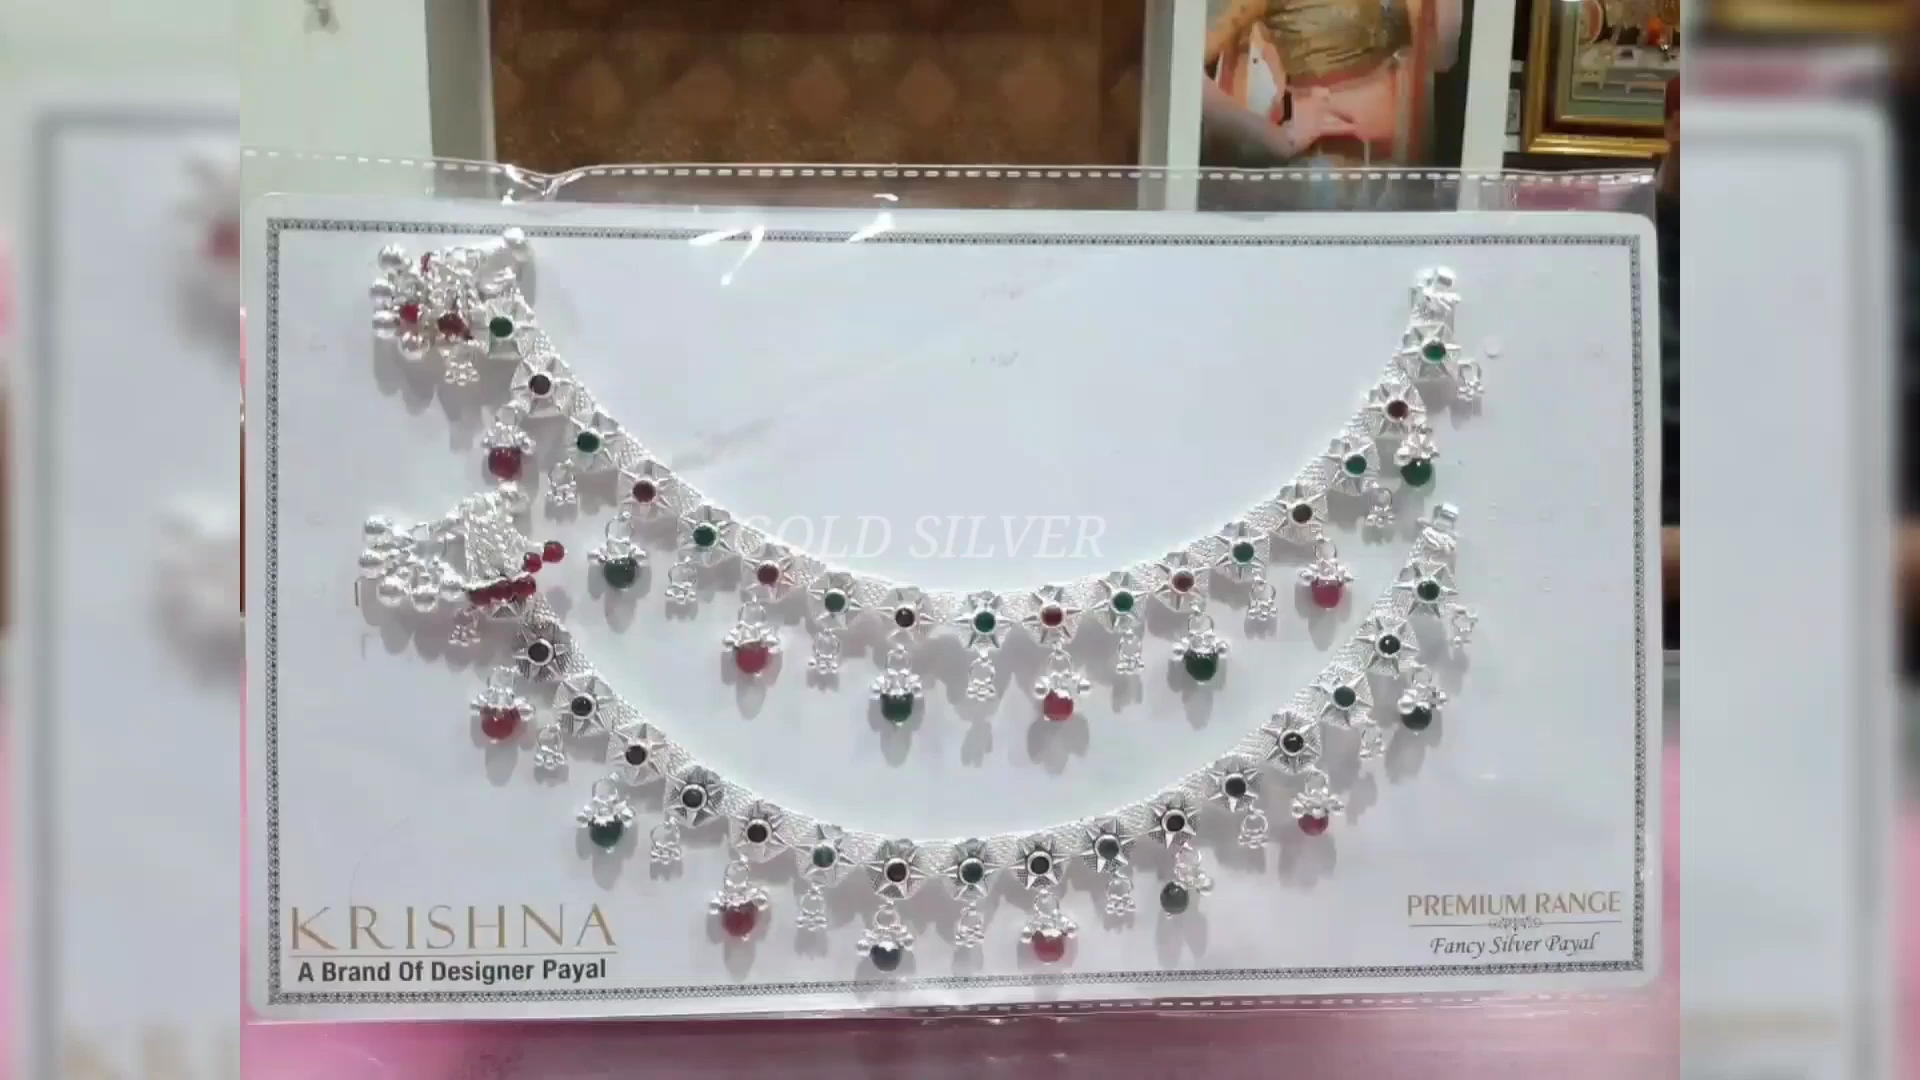 GOLD SILVER
KRISHNA
A Brand Of Designer Payal
PREMIUM RANGE
Fancy Silver Payal